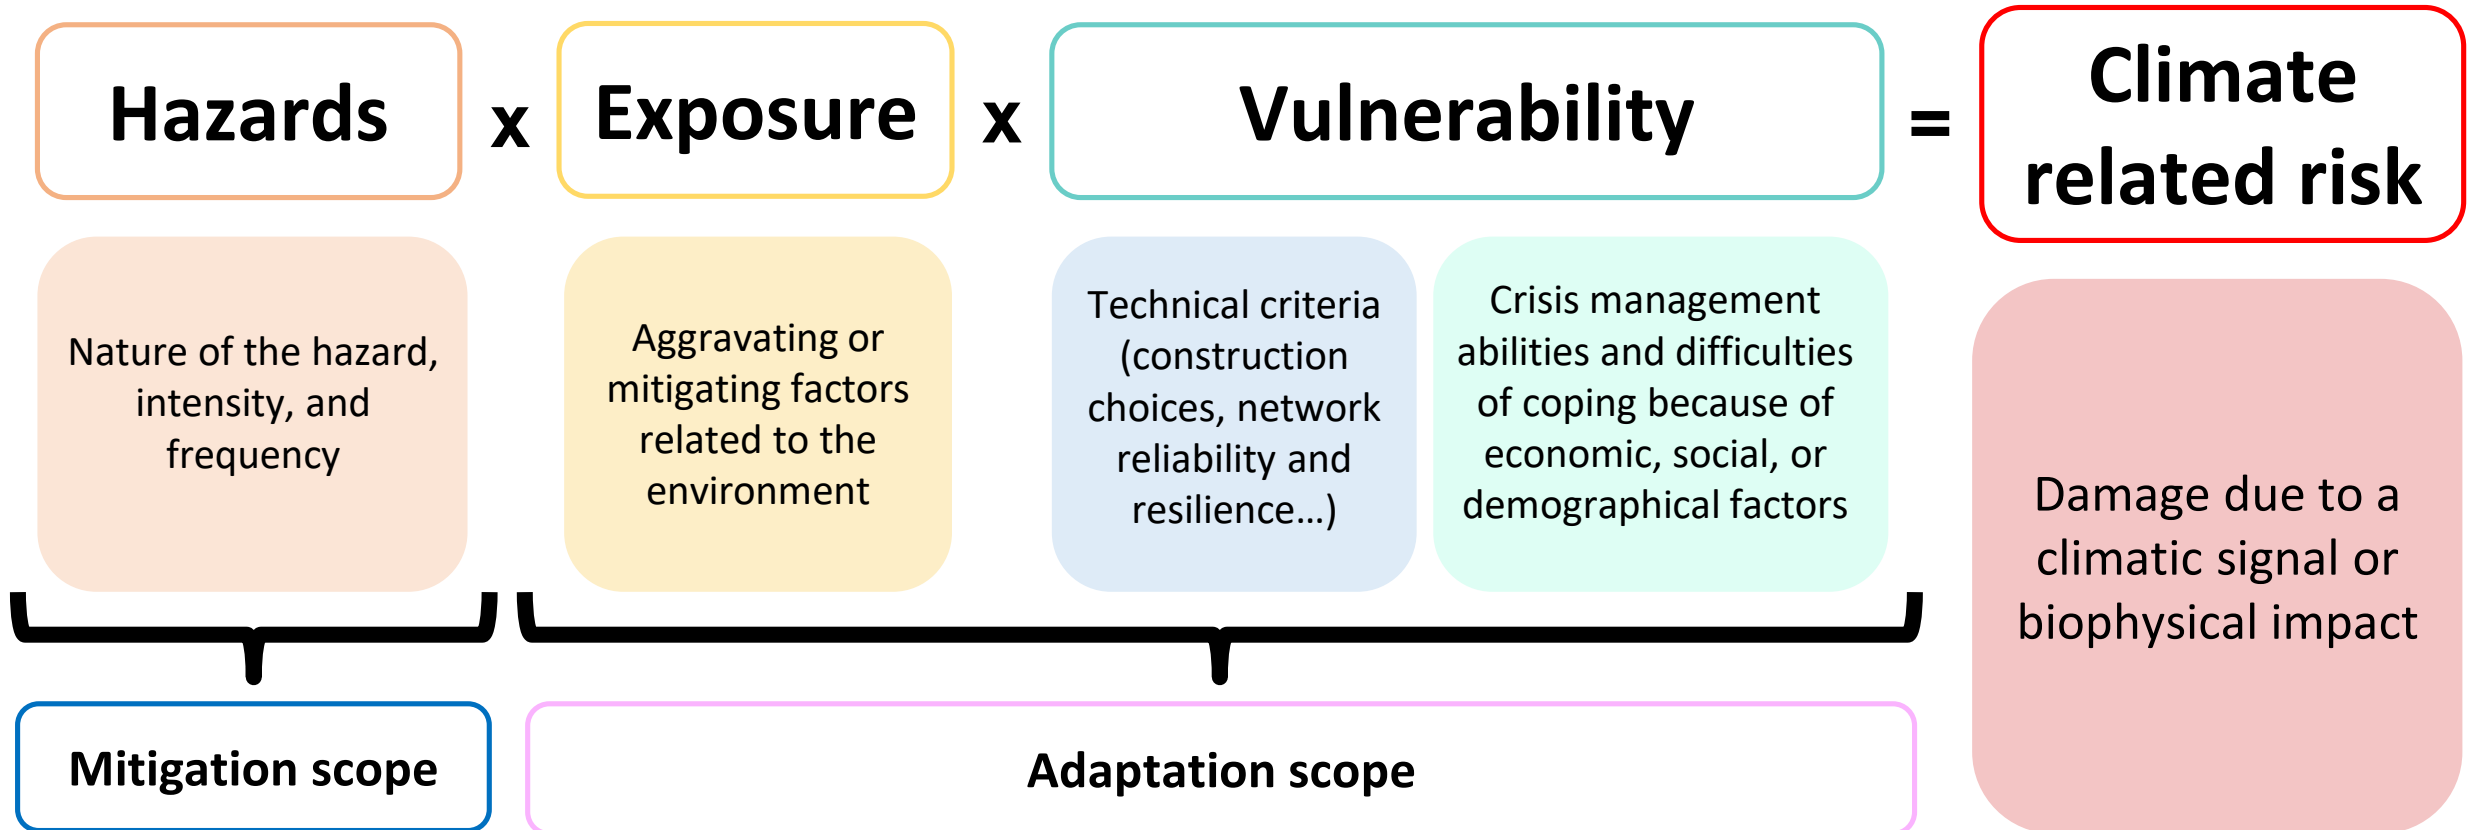 Hazards
x
Exposure
x
Vulnerability
=
Climate
related risk
Nature of the hazard,
intensity, and
frequency
Aggravating or
mitigating factors
related to the
environment
Technical criteria
(construction
choices, network
reliability and
resilience…)
Crisis management
abilities and difficulties
of coping because of
economic, social, or
demographical factors
Damage due to a
climatic signal or
biophysical impact
Mitigation scope
Adaptation scope